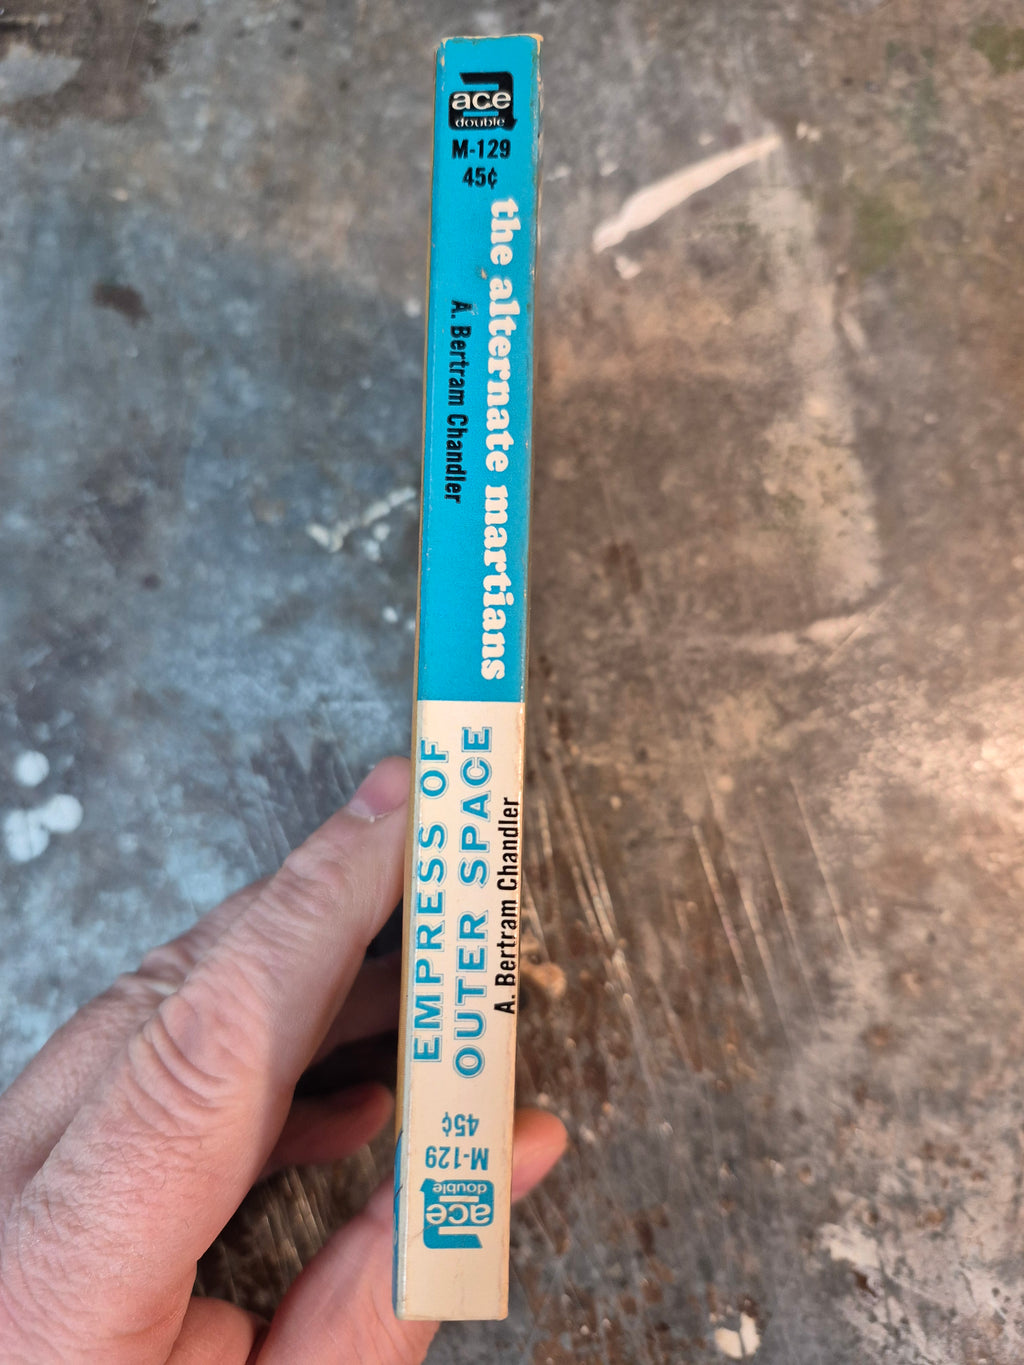 ace
double
M-129
45¢
the alternate martians
A. Bertram Chandler
EMPRESS OF
OUTER SPACE
A. Bertram Chandler
45¢
M-129
ace
double